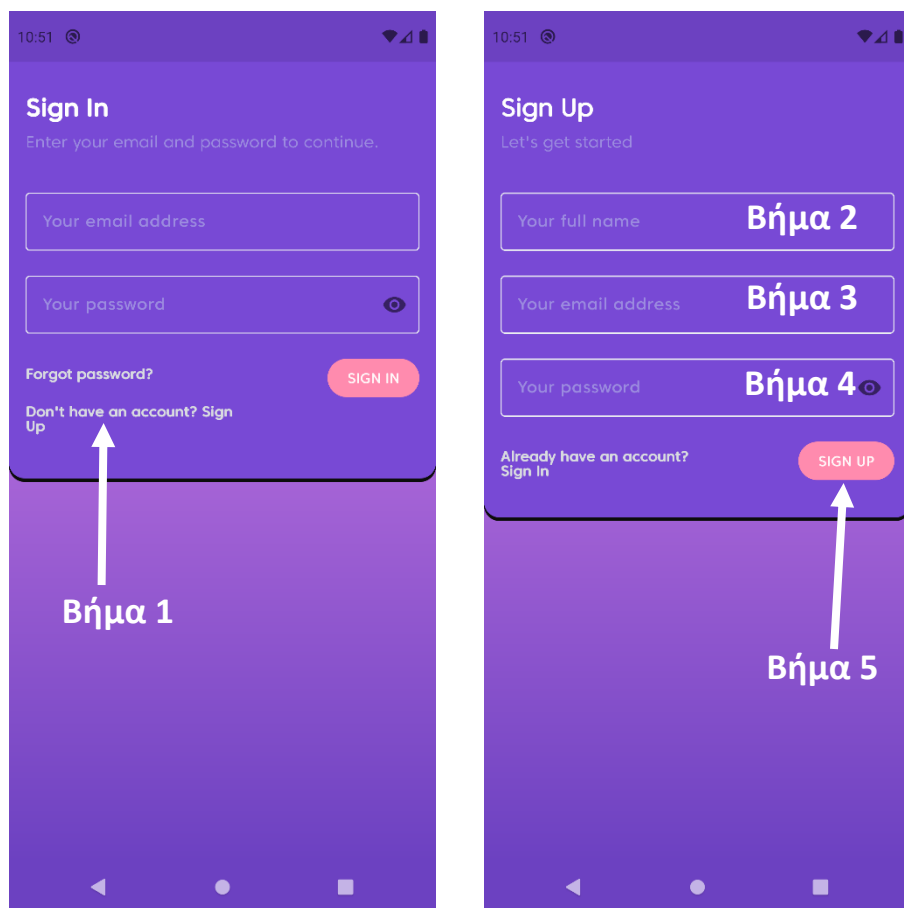 10:51
Sign In
Enter your email and password to continue.
Your email address
Your password
Forgot password?
SIGN IN
Don't have an account? Sign
Up
Βήμα 1
10:51
Sign Up
Let's get started
Your full name
Βήμα 2
Your email address
Βήμα 3
Your password
Βήμα 4
Already have an account?
Sign In
SIGN UP
Βήμα 5